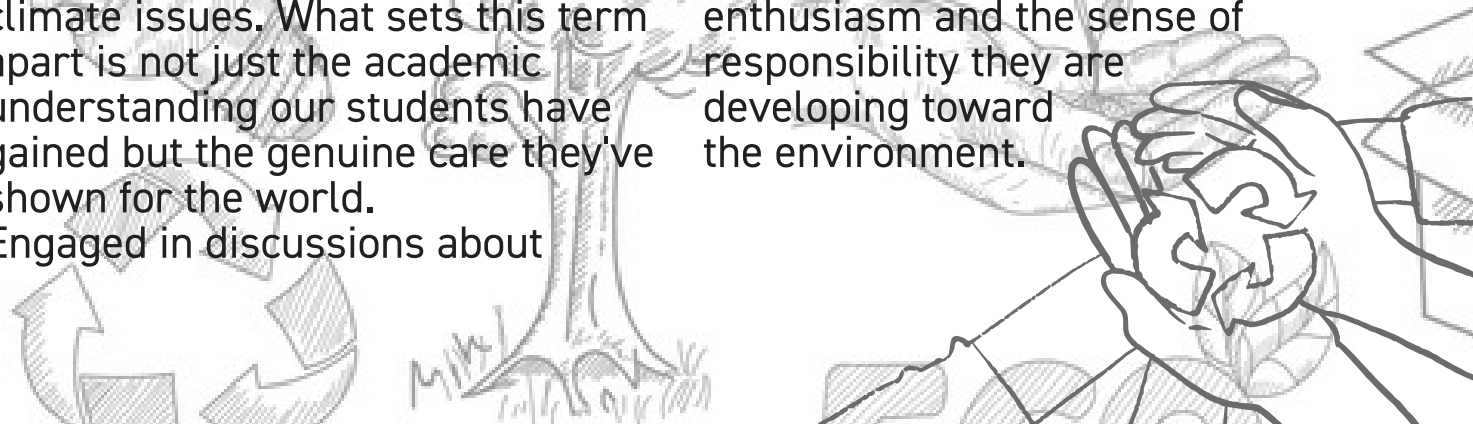 climate issues. What sets this term
apart is not just the academic
understanding our students have
gained but the genuine care they've
shown for the world.
Engaged in discussions about
enthusiasm and the sense of
responsibility they are
developing toward
the environment.